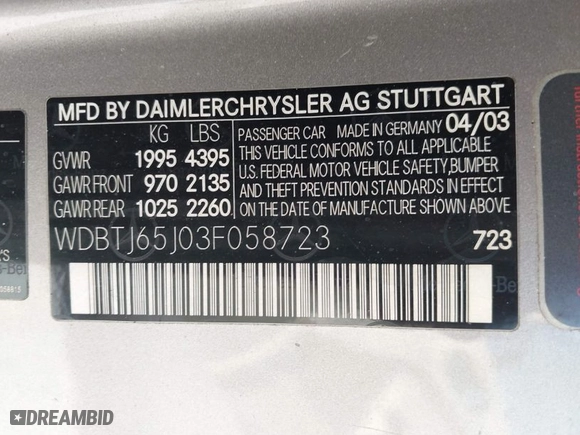 MFD BY DAIMLERCHRYSLER AG STUTTGART
KG LBS
GVWR 1995 4395
GAWR FRONT 970 2135
GAWR REAR 1025 2260
PASSENGER CAR MADE IN GERMANY 04/03
THIS VEHICLE CONFORMS TO ALL APPLICABLE
U.S. FEDERAL MOTOR VEHICLE SAFETY, BUMPER
AND THEFT PREVENTION STANDARDS IN EFFECT
ON THE DATE OF MANUFACTURE SHOWN ABOVE
WDBTJ65J03F058723 723
DREAMBID